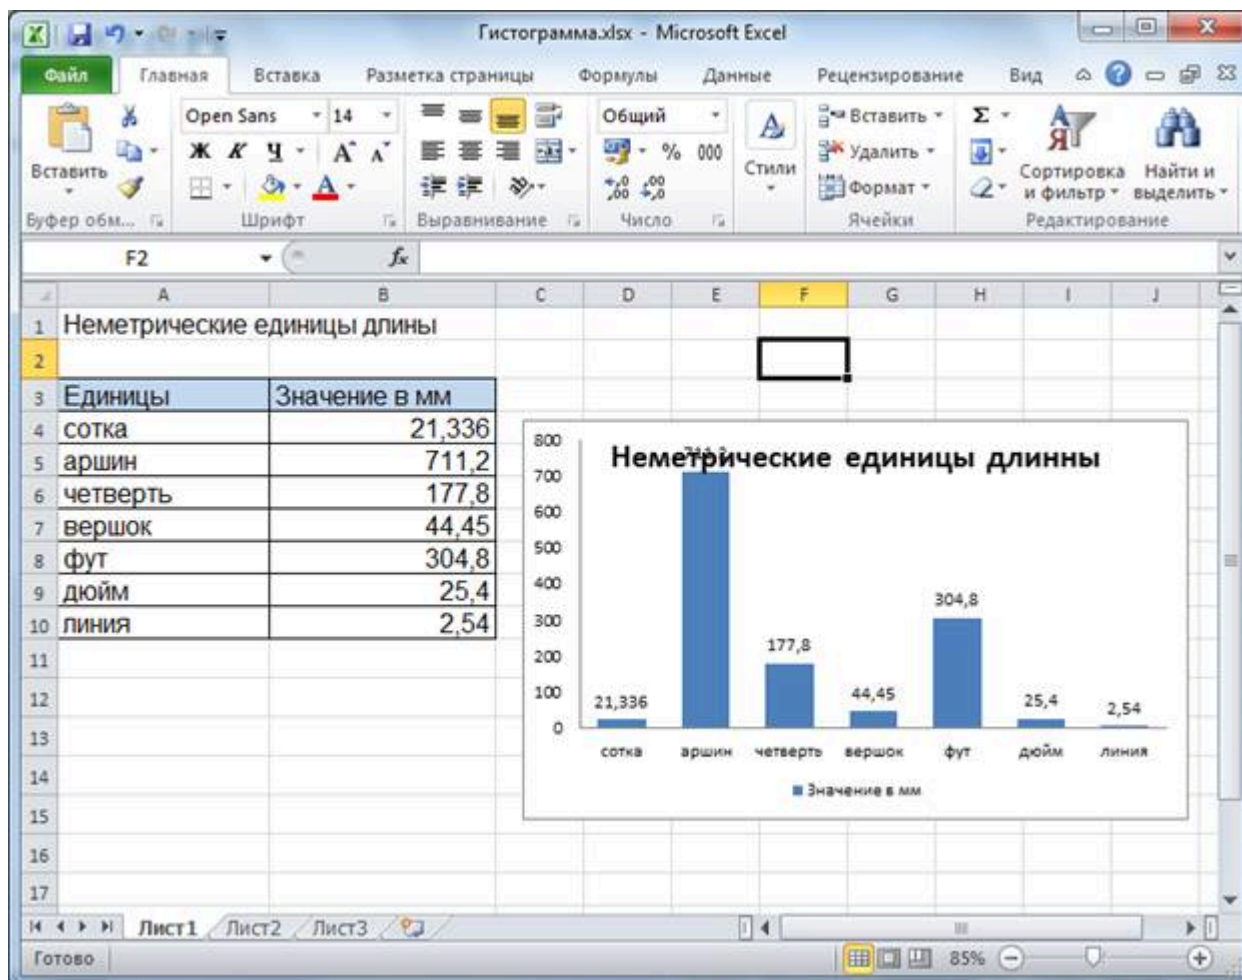 Гистограмма.xlsx - Microsoft Excel
Файл Главная Вставка Разметка страницы Формулы Данные Рецензирование Вид
Open Sans 14 Общий Вставить Σ
Ж К Ч A A % 000 Удалить
Вставить Стили Сортировка и фильтр Найти и выделить
A ,0 ,00 ,00 ,0 Формат
Буфер обм... Шрифт Выравнивание Число Ячейки Редактирование
F2 fx
A B C D E F G H I J
1 Неметрические единицы длины
2
3 Единицы Значение в мм
4 сотка 21,336
5 аршин 711,2
6 четверть 177,8
7 вершок 44,45
8 фут 304,8
9 дюйм 25,4
10 линия 2,54
11
12
13
14
15
16
17
Неметрические единицы длинны
800
700
600
500
400
300
200
100
0
21,336 177,8 44,45 304,8 25,4 2,54
сотка аршин четверть вершок фут дюйм линия
Значение в мм
Лист1 Лист2 Лист3
Готово 85%